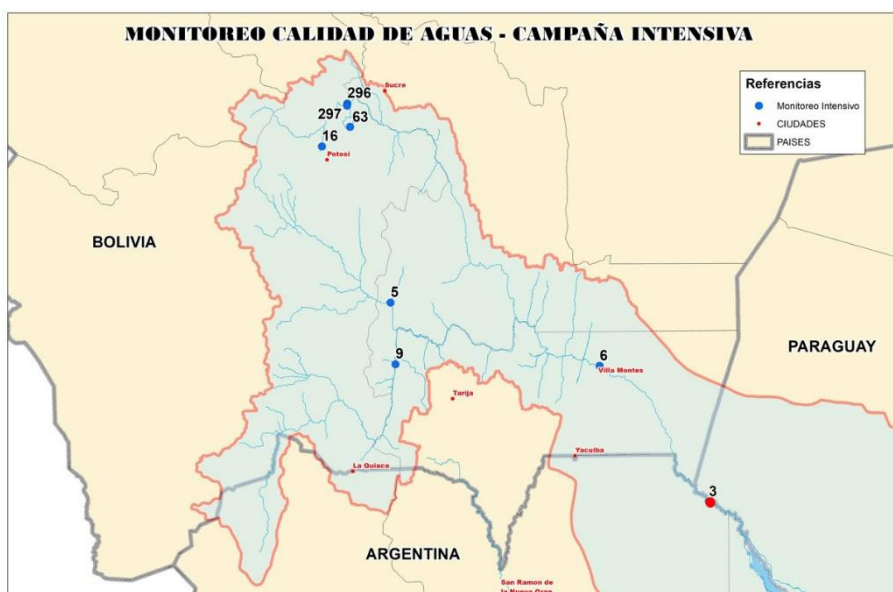 MONITOREO CALIDAD DE AGUAS - CAMPAÑA INTENSIVA
Referencias
Monitoreo Intensivo
CIUDADES
PAISES
296
Sucre
297
63
16
Potosi
BOLIVIA
5
9
6
PARAGUAY
Villa Montes
Tarija
La Quiaca
Yacuiba
3
ARGENTINA
San Ramon de
la Nueva Oran